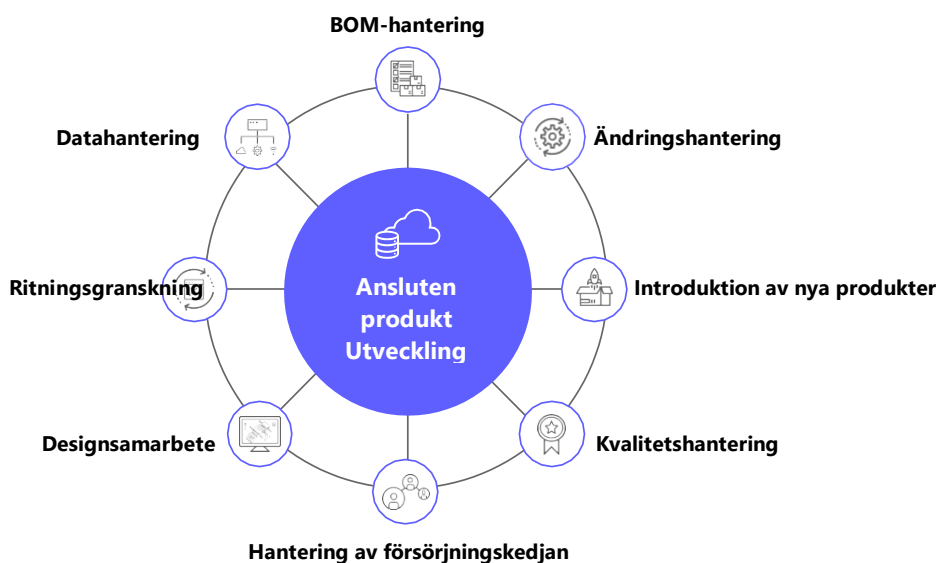 BOM-hantering
Datahantering
Ändringshantering
Ritningsgranskning
Ansluten
produkt
Utveckling
Introduktion av nya produkter
Designsamarbete
Kvalitetshantering
Hantering av försörjningskedjan